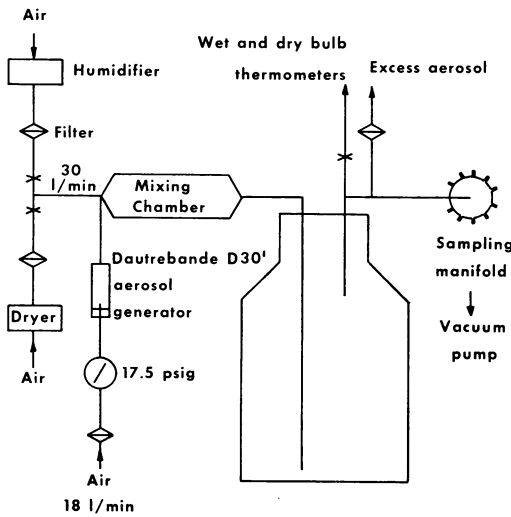 Air
Humidifier
Filter
30
l/min
Mixing
Chamber
Wet and dry bulb
thermometers
Excess aerosol
Sampling
manifold
Vacuum
pump
Dautrebande D30'
aerosol
generator
Dryer
Air
17.5 psig
Air
18 l/min